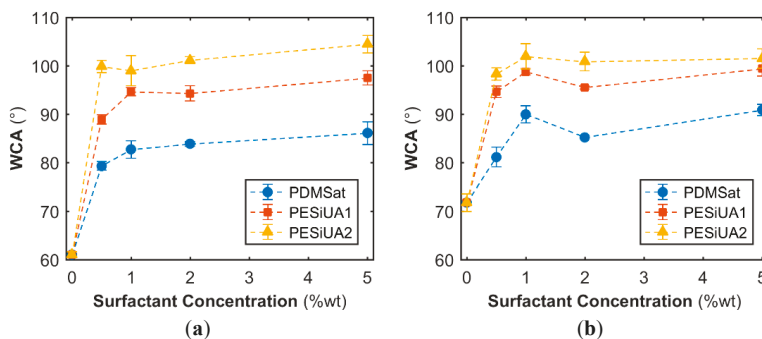 110
100
90
80
70
60
WCA (°)
0 1 2 3 4 5
Surfactant Concentration (%wt)
PDMSat
PESiUA1
PESiUA2
(a)
110
100
90
80
70
60
WCA (°)
0 1 2 3 4 5
Surfactant Concentration (%wt)
PDMSat
PESiUA1
PESiUA2
(b)